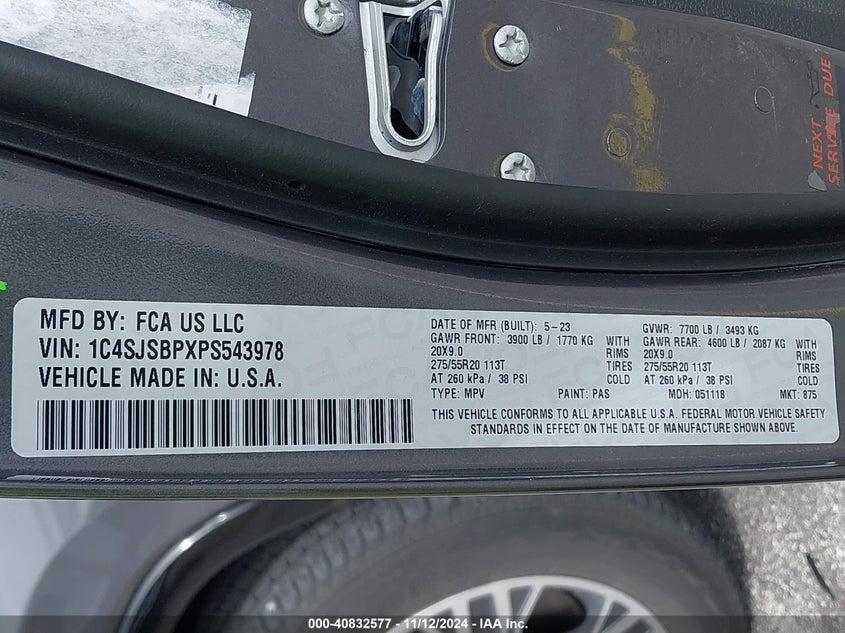 NEXT
SERVICE DUE
MFD BY: FCA US LLC
VIN: 1C4SJSBPXPS543978
VEHICLE MADE IN: U.S.A.
DATE OF MFR (BUILT): 5-23 GVWR: 7700 LB / 3493 KG
GAWR FRONT: 3900 LB / 1770 KG WITH GAWR REAR: 4600 LB / 2087 KG WITH
20X9.0 RIMS 20X9.0 RIMS
275/55R20 113T TIRES 275/55R20 113T TIRES
AT 260 kPa / 38 PSI COLD AT 260 kPa / 38 PSI COLD
TYPE: MPV PAINT: PAS MDH: 051118 MKT: 875
THIS VEHICLE CONFORMS TO ALL APPLICABLE U.S.A. FEDERAL MOTOR VEHICLE SAFETY
STANDARDS IN EFFECT ON THE DATE OF MANUFACTURE SHOWN ABOVE.
000-40832577 - 11/12/2024 - IAA Inc.